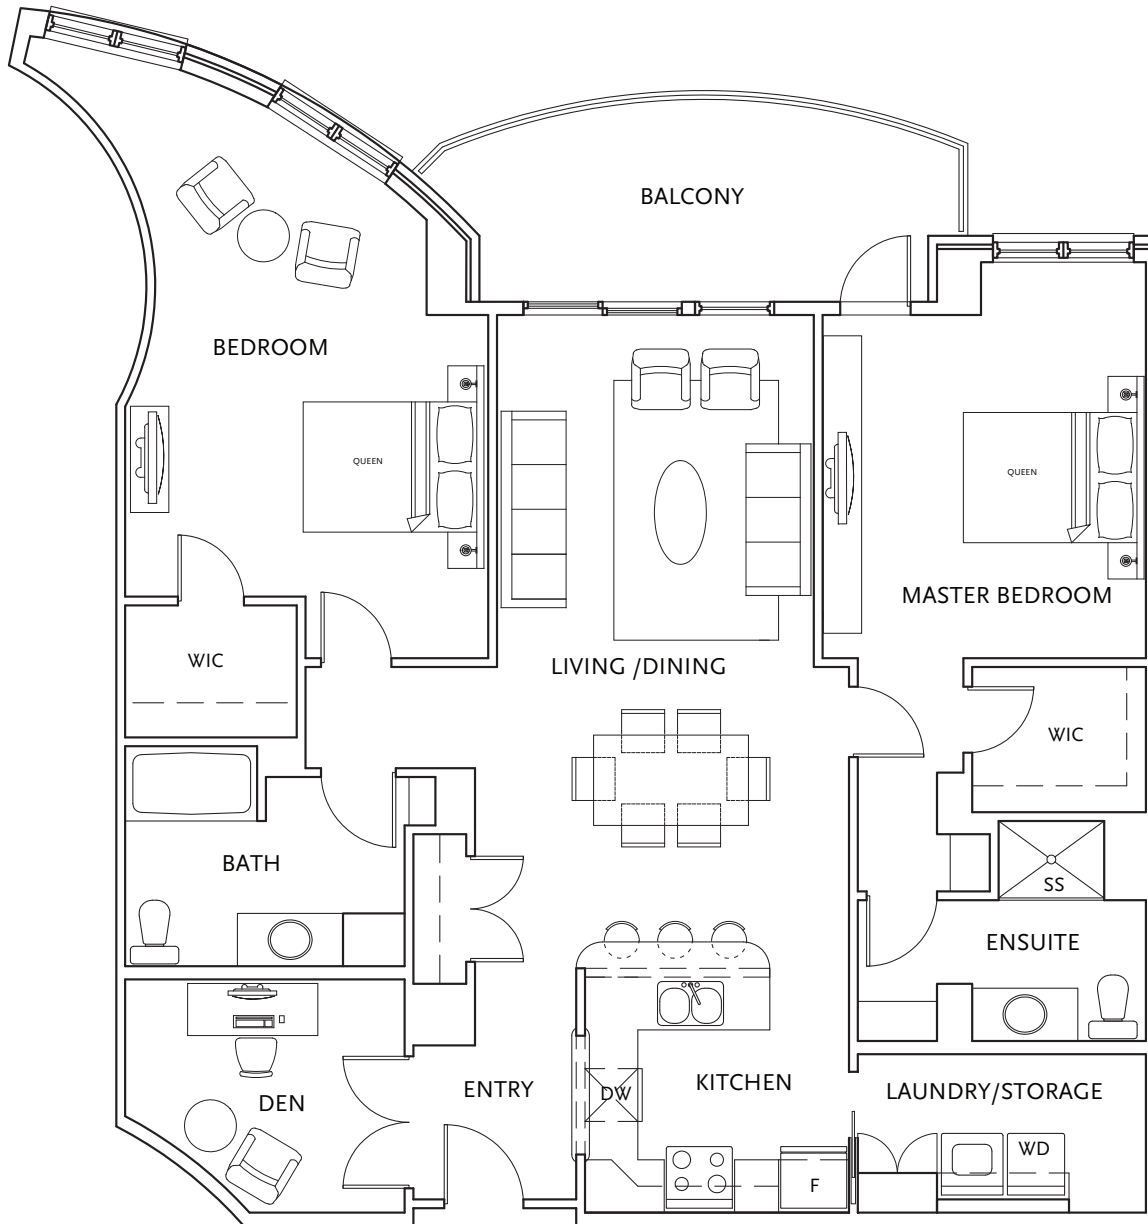 BALCONY
BEDROOM
QUEEN
QUEEN
MASTER BEDROOM
WIC
LIVING /DINING
WIC
BATH
SS
ENSUITE
KITCHEN
ENTRY
DW
DEN
LAUNDRY/STORAGE
WD
F